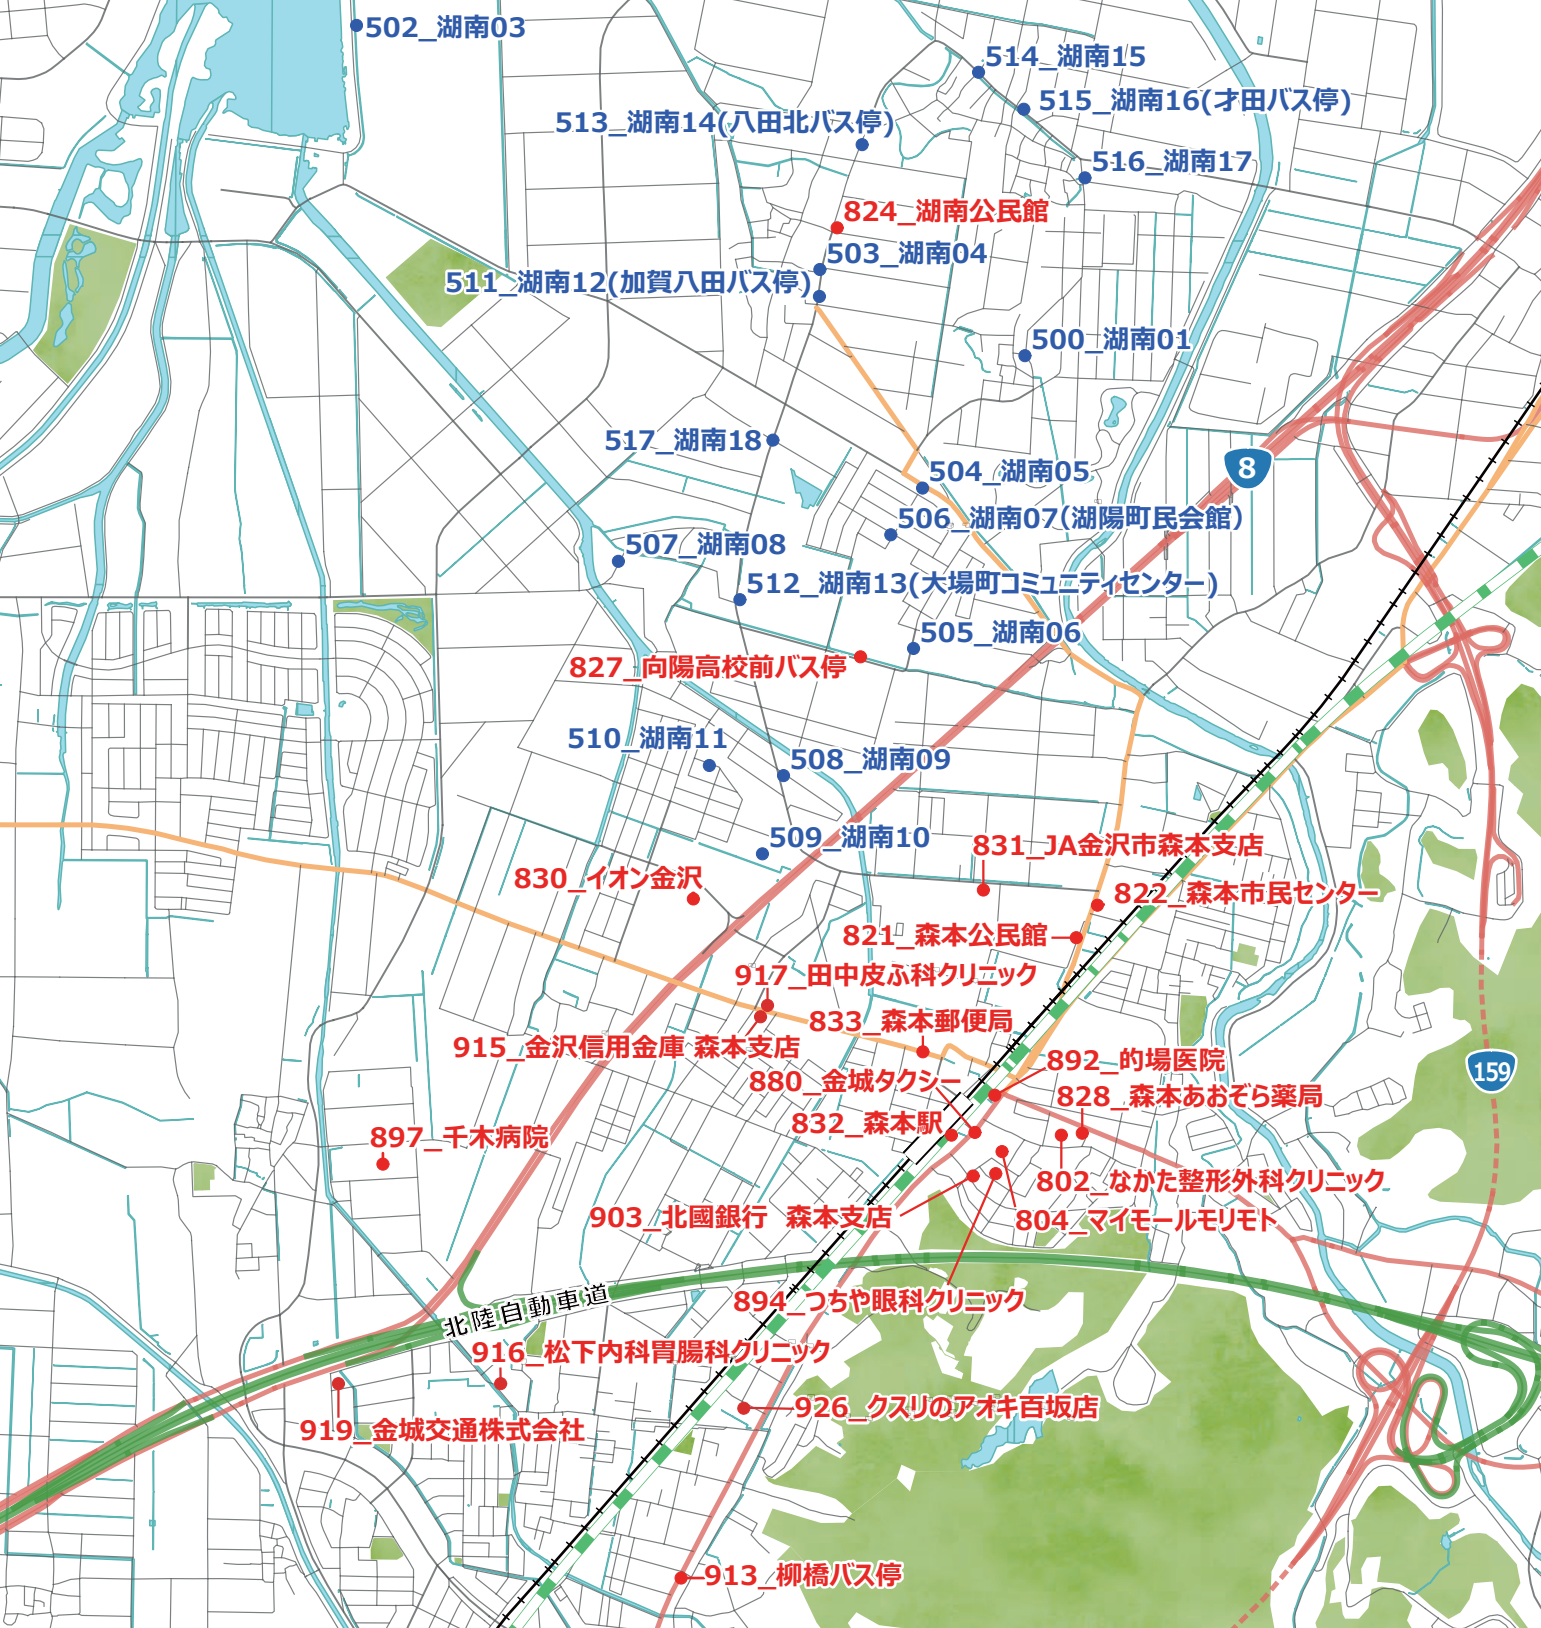 502_湖南03
514_湖南15
515_湖南16(才田バス停)
513_湖南14(八田北バス停)
516_湖南17
824_湖南公民館
503_湖南04
511_湖南12(加賀八田バス停)
500_湖南01
517_湖南18
504_湖南05
8
506_湖南07(湖陽町民会館)
507_湖南08
512_湖南13(大場町コミュニティセンター)
505_湖南06
827_向陽高校前バス停
510_湖南11
508_湖南09
509_湖南10
831_JA金沢市森本支店
830_イオン金沢
822_森本市民センター
821_森本公民館
917_田中皮ふ科クリニック
833_森本郵便局
915_金沢信用金庫 森本支店
892_的場医院
159
880_金城タクシー
828_森本あおぞら薬局
832_森本駅
897_千木病院
802_なかた整形外科クリニック
903_北國銀行　森本支店
804_マイモールモリモト
894_つちや眼科クリニック
北陸自動車道
916_松下内科胃腸科クリニック
926_クスリのアオキ百坂店
919_金城交通株式会社
913_柳橋バス停